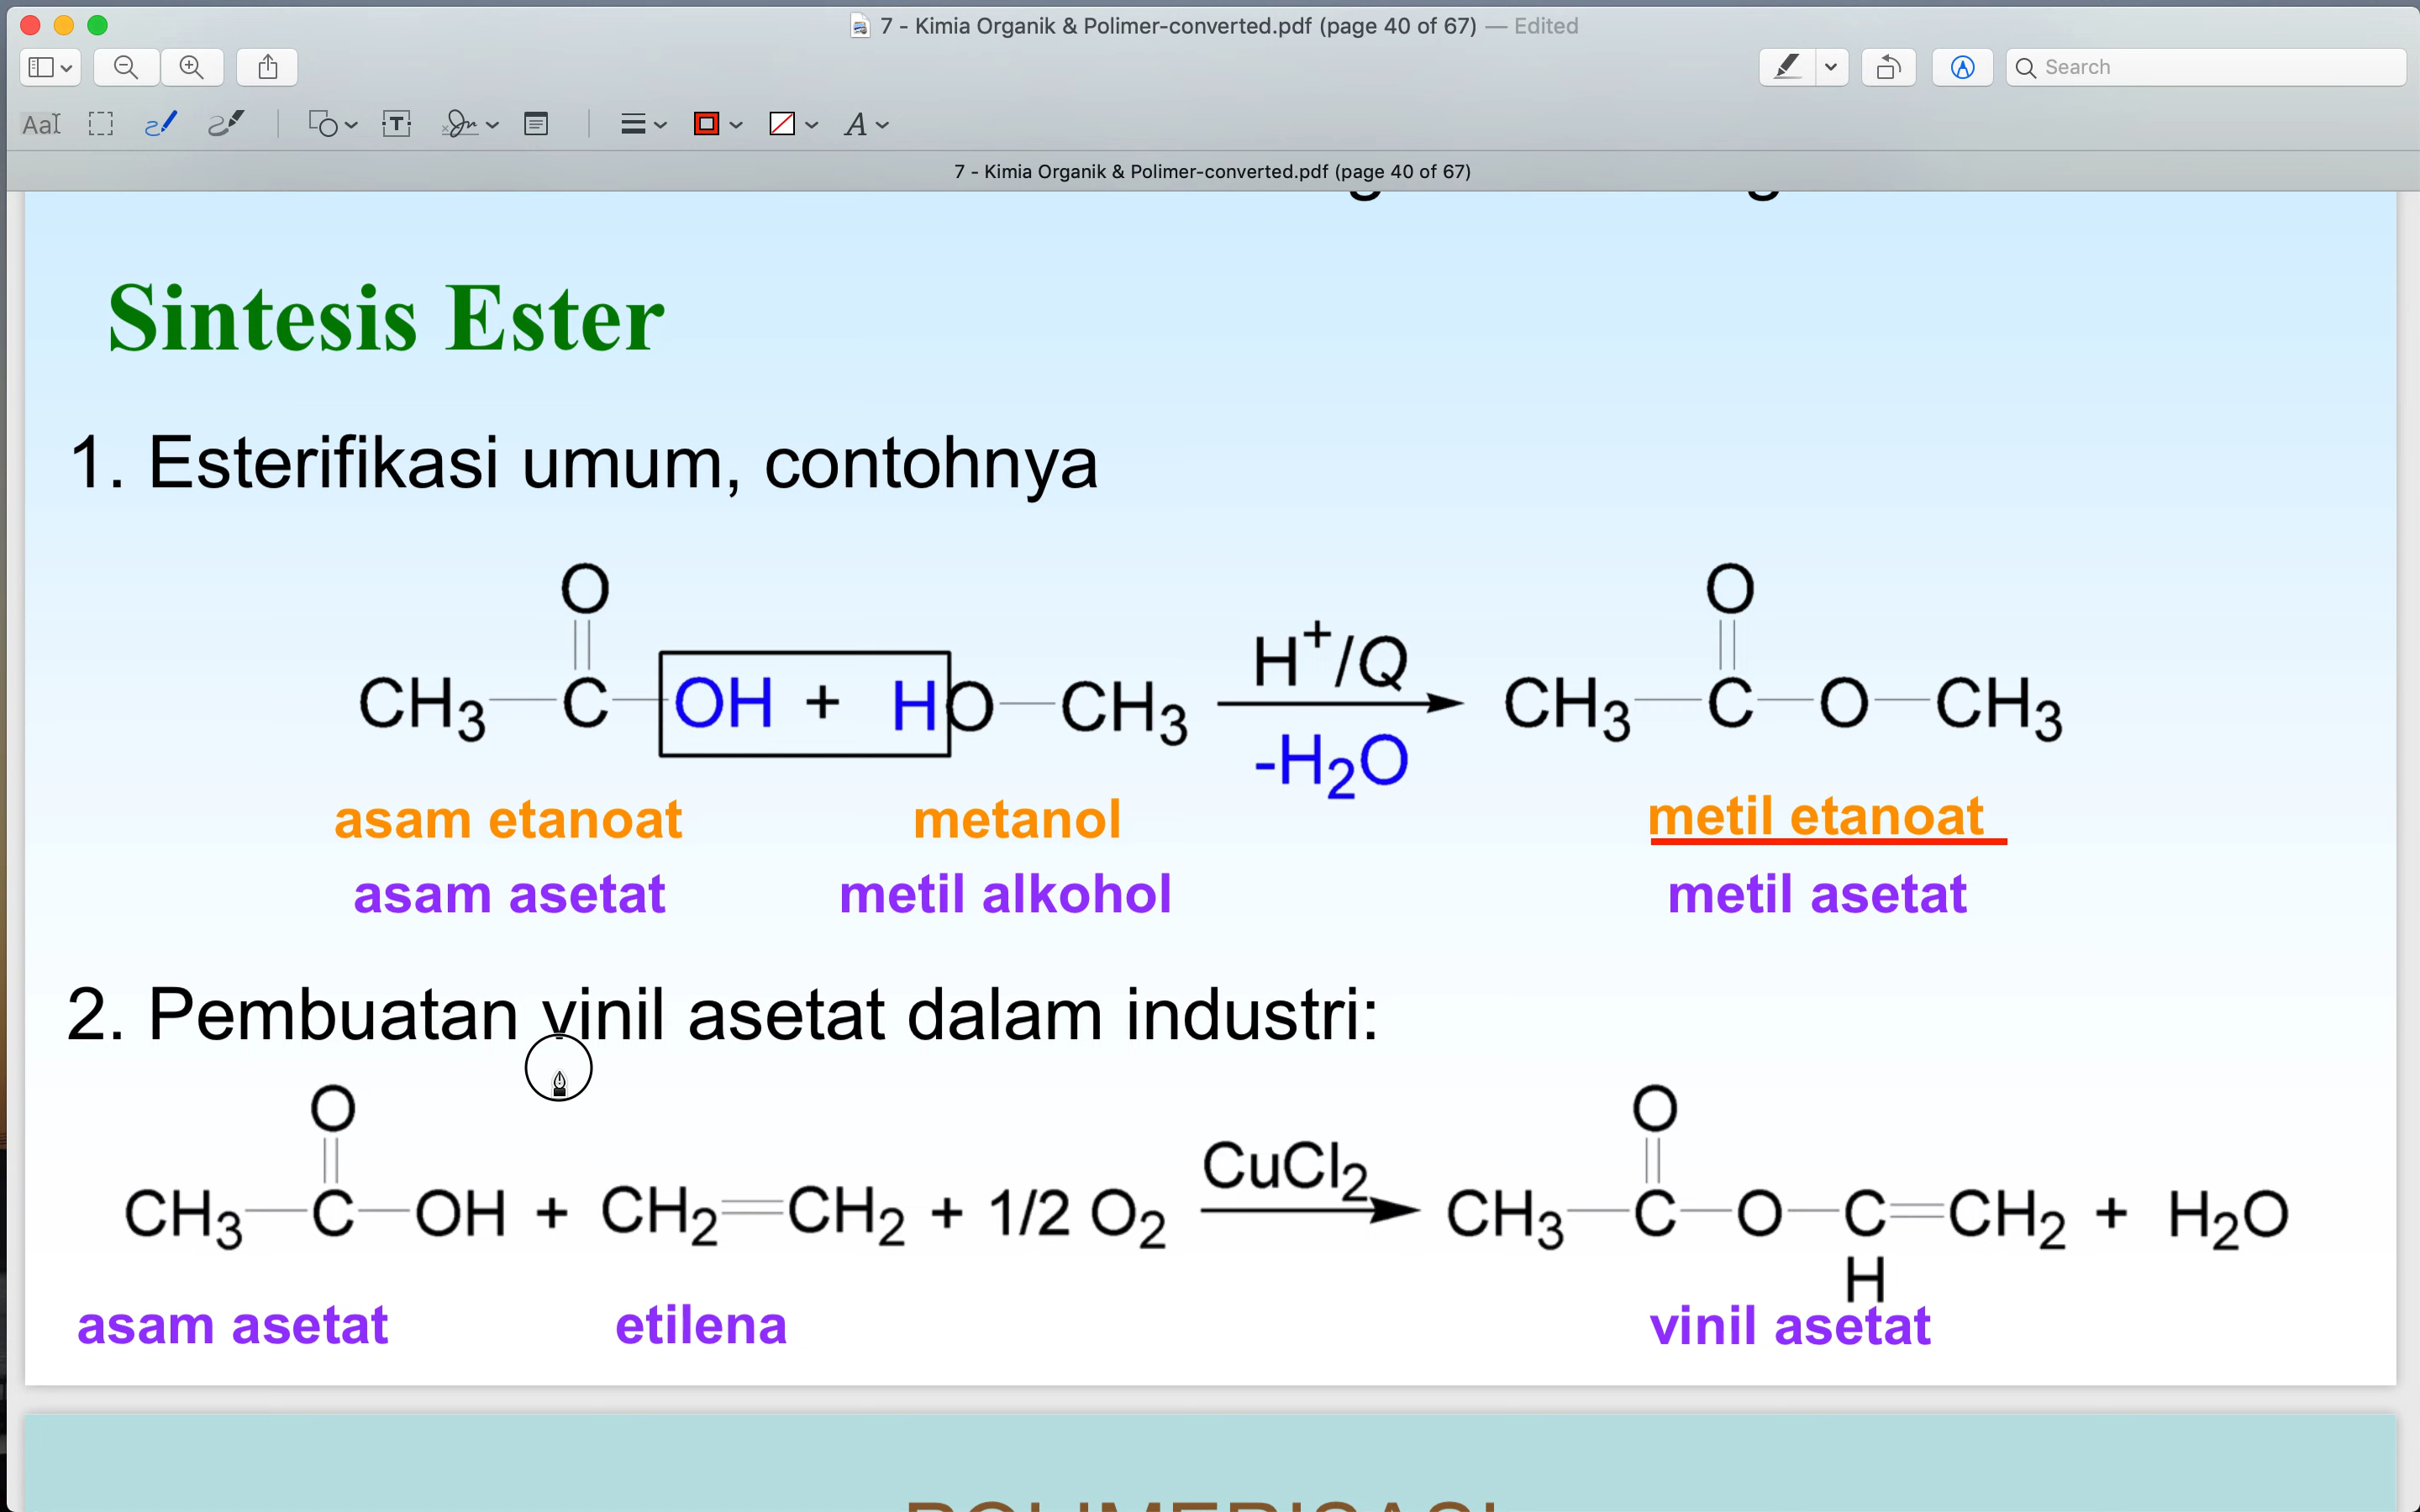 7 - Kimia Organik & Polimer-converted.pdf (page 40 of 67) — Edited
Search
AaI
T
A
7 - Kimia Organik & Polimer-converted.pdf (page 40 of 67)
Sintesis Ester
1. Esterifikasi umum, contohnya
O O
CH3 C OH + HO CH3 H+/Q -H2O CH3 C O CH3
asam etanoat metanol metil etanoat
asam asetat metil alkohol metil asetat
2. Pembuatan vinil asetat dalam industri:
O O
CH3 C OH + CH2 CH2 + 1/2 O2 CuCl2 CH3 C O C CH2 + H2O
H
asam asetat etilena vinil asetat
POLIMERISASI